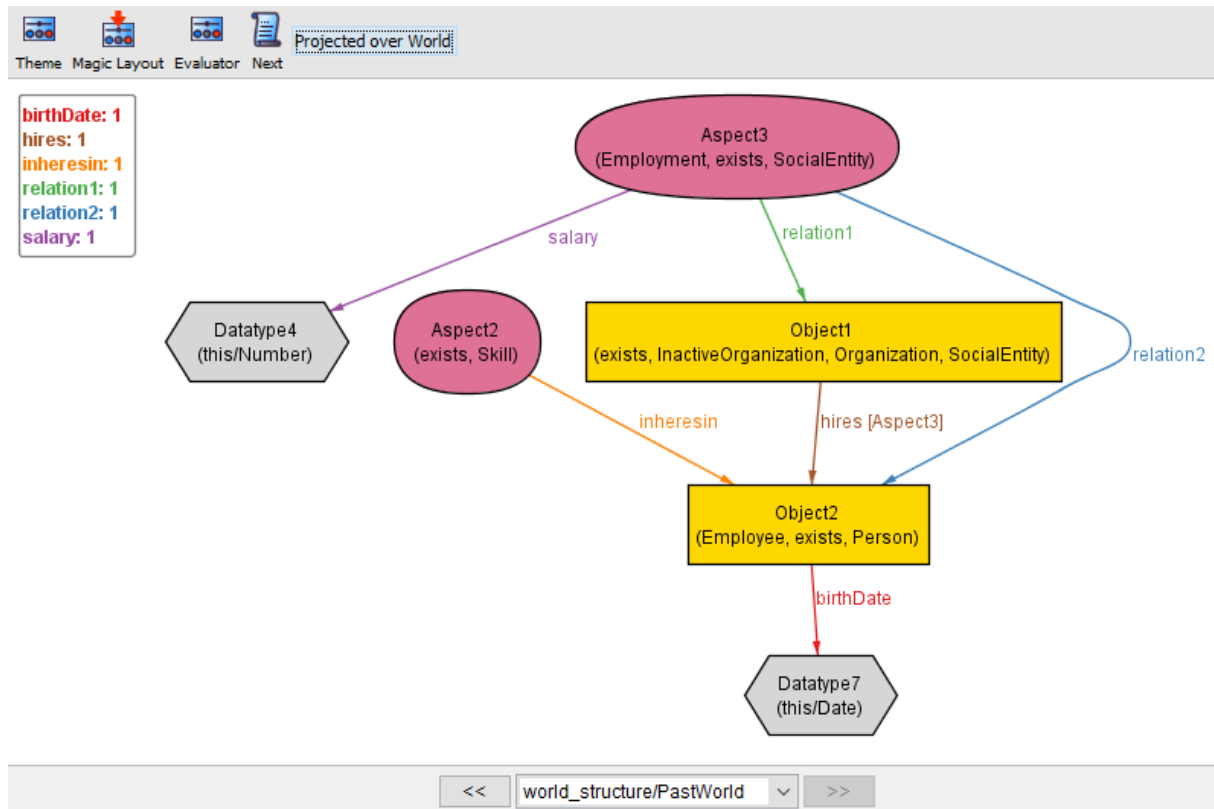 Theme Magic Layout Evaluator Next Projected over World
birthDate: 1
hires: 1
inheresin: 1
relation1: 1
relation2: 1
salary: 1
Aspect3
(Employment, exists, SocialEntity)
salary
relation1
relation2
Datatype4
(this/Number)
Aspect2
(exists, Skill)
Object1
(exists, InactiveOrganization, Organization, SocialEntity)
inheresin
hires [Aspect3]
Object2
(Employee, exists, Person)
birthDate
Datatype7
(this/Date)
<< world_structure/PastWorld >>